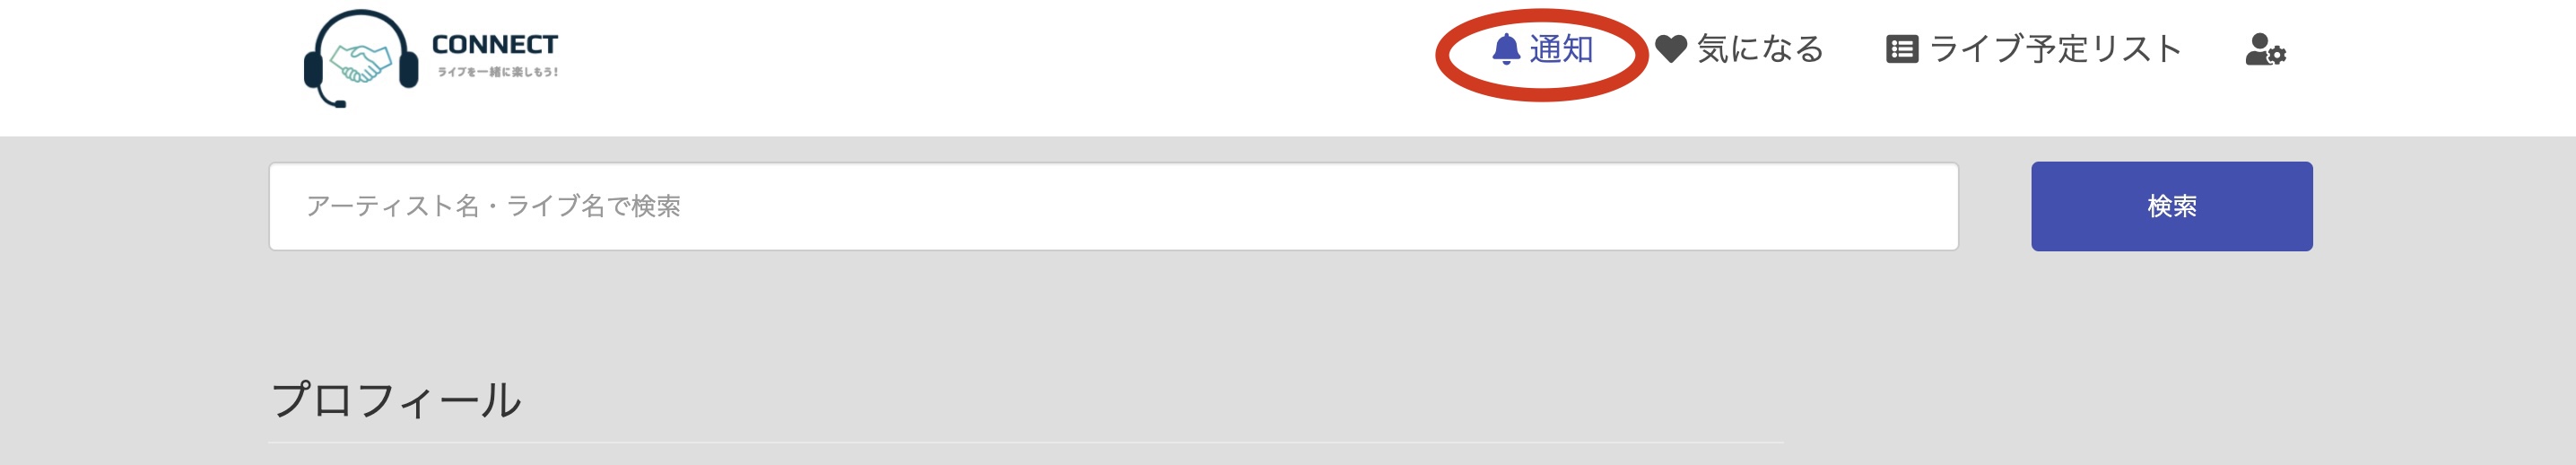 CONNECT
ライブを一緒に楽しもう!
通知 気になる ライブ予定リスト
アーティスト名・ライブ名で検索 検索
プロフィール